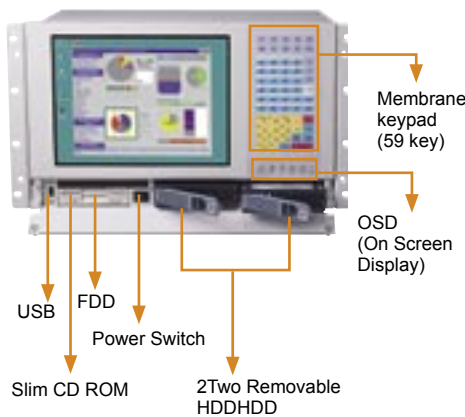 Membrane
keypad
(59 key)
OSD
(On Screen
Display)
USB
FDD
Power Switch
Slim CD ROM
2Two Removable
HDDHDD